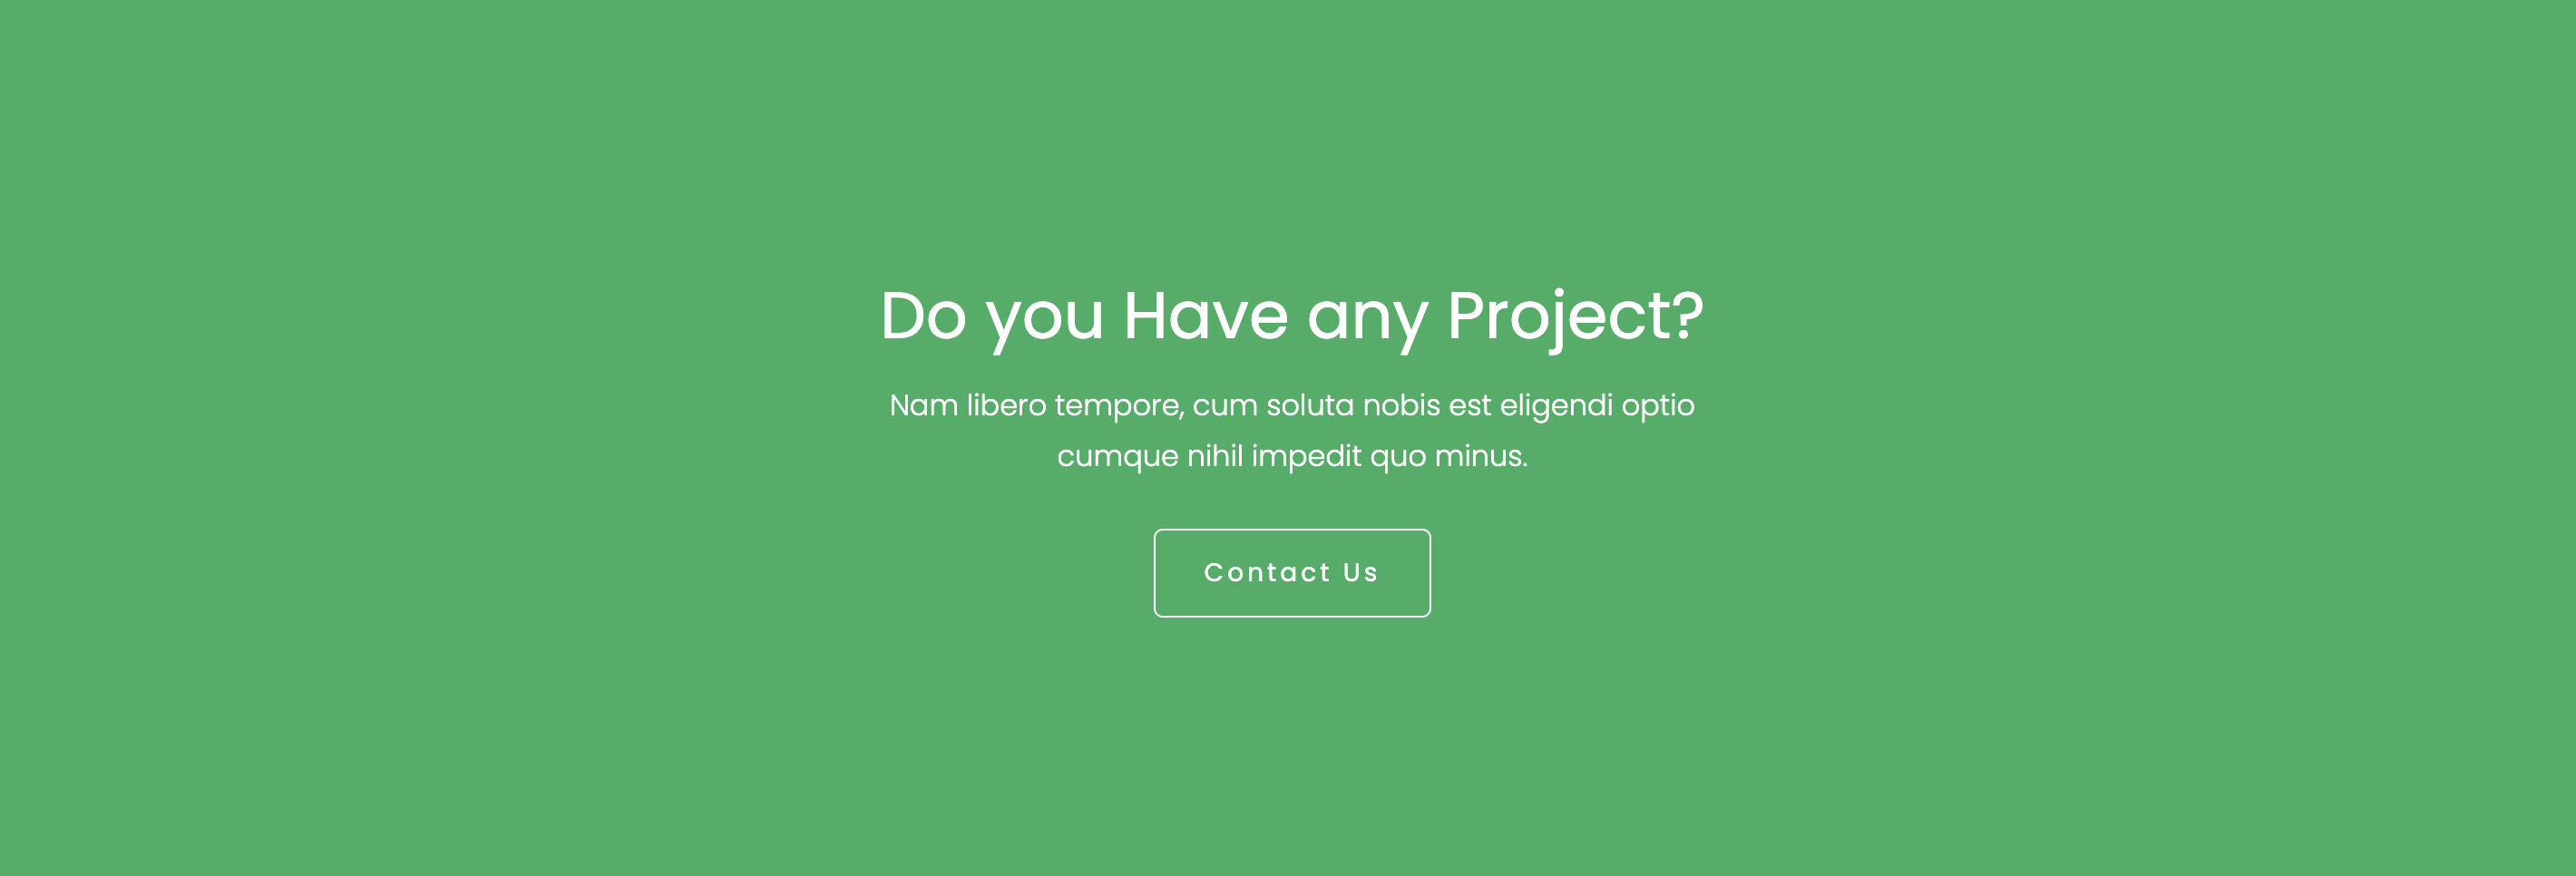 Do you Have any Project?
Nam libero tempore, cum soluta nobis est eligendi optio
cumque nihil impedit quo minus.
Contact Us